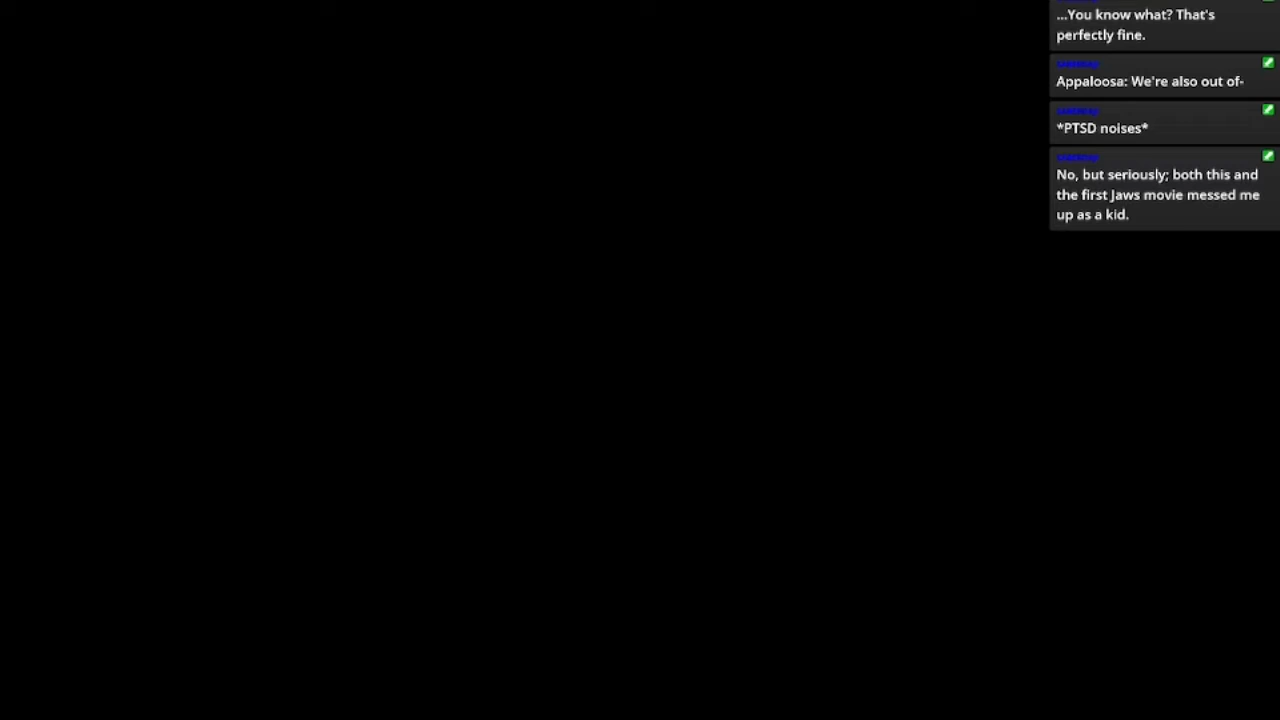 ...You know what? That's
perfectly fine.
Appaloosa: We're also out of-
*PTSD noises*
No, but seriously; both this and
the first Jaws movie messed me
up as a kid.